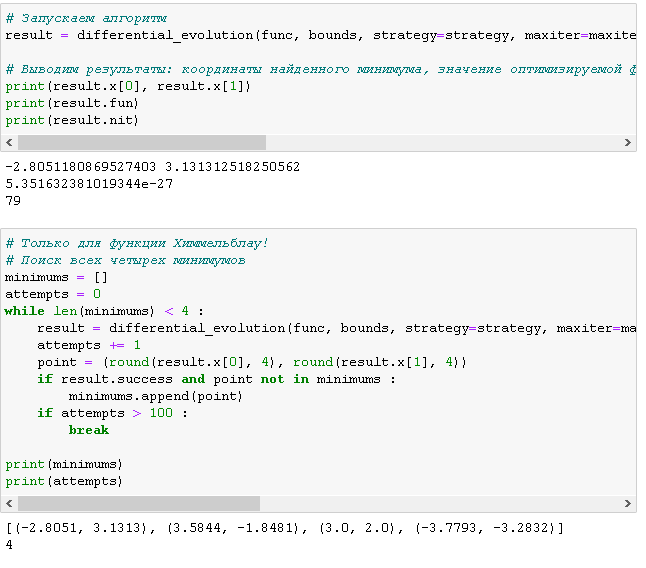 # Запускаем алгоритм
result = differential_evolution(func, bounds, strategy=strategy, maxiter=maxite
# Выводим результаты: координаты найденного минимума, значение оптимизируемой ф
print(result.x[0], result.x[1])
print(result.fun)
print(result.nit)
-2.8051180869527403 3.131312518250562
5.351632381019344e-27
79
# Только для функции Химмельблау!
# Поиск всех четырех минимумов
minimums = []
attempts = 0
while len(minimums) < 4 :
    result = differential_evolution(func, bounds, strategy=strategy, maxiter=ma
    attempts += 1
    point = (round(result.x[0], 4), round(result.x[1], 4))
    if result.success and point not in minimums :
        minimums.append(point)
    if attempts > 100 :
        break
print(minimums)
print(attempts)
[(-2.8051, 3.1313), (3.5844, -1.8481), (3.0, 2.0), (-3.7793, -3.2832)]
4